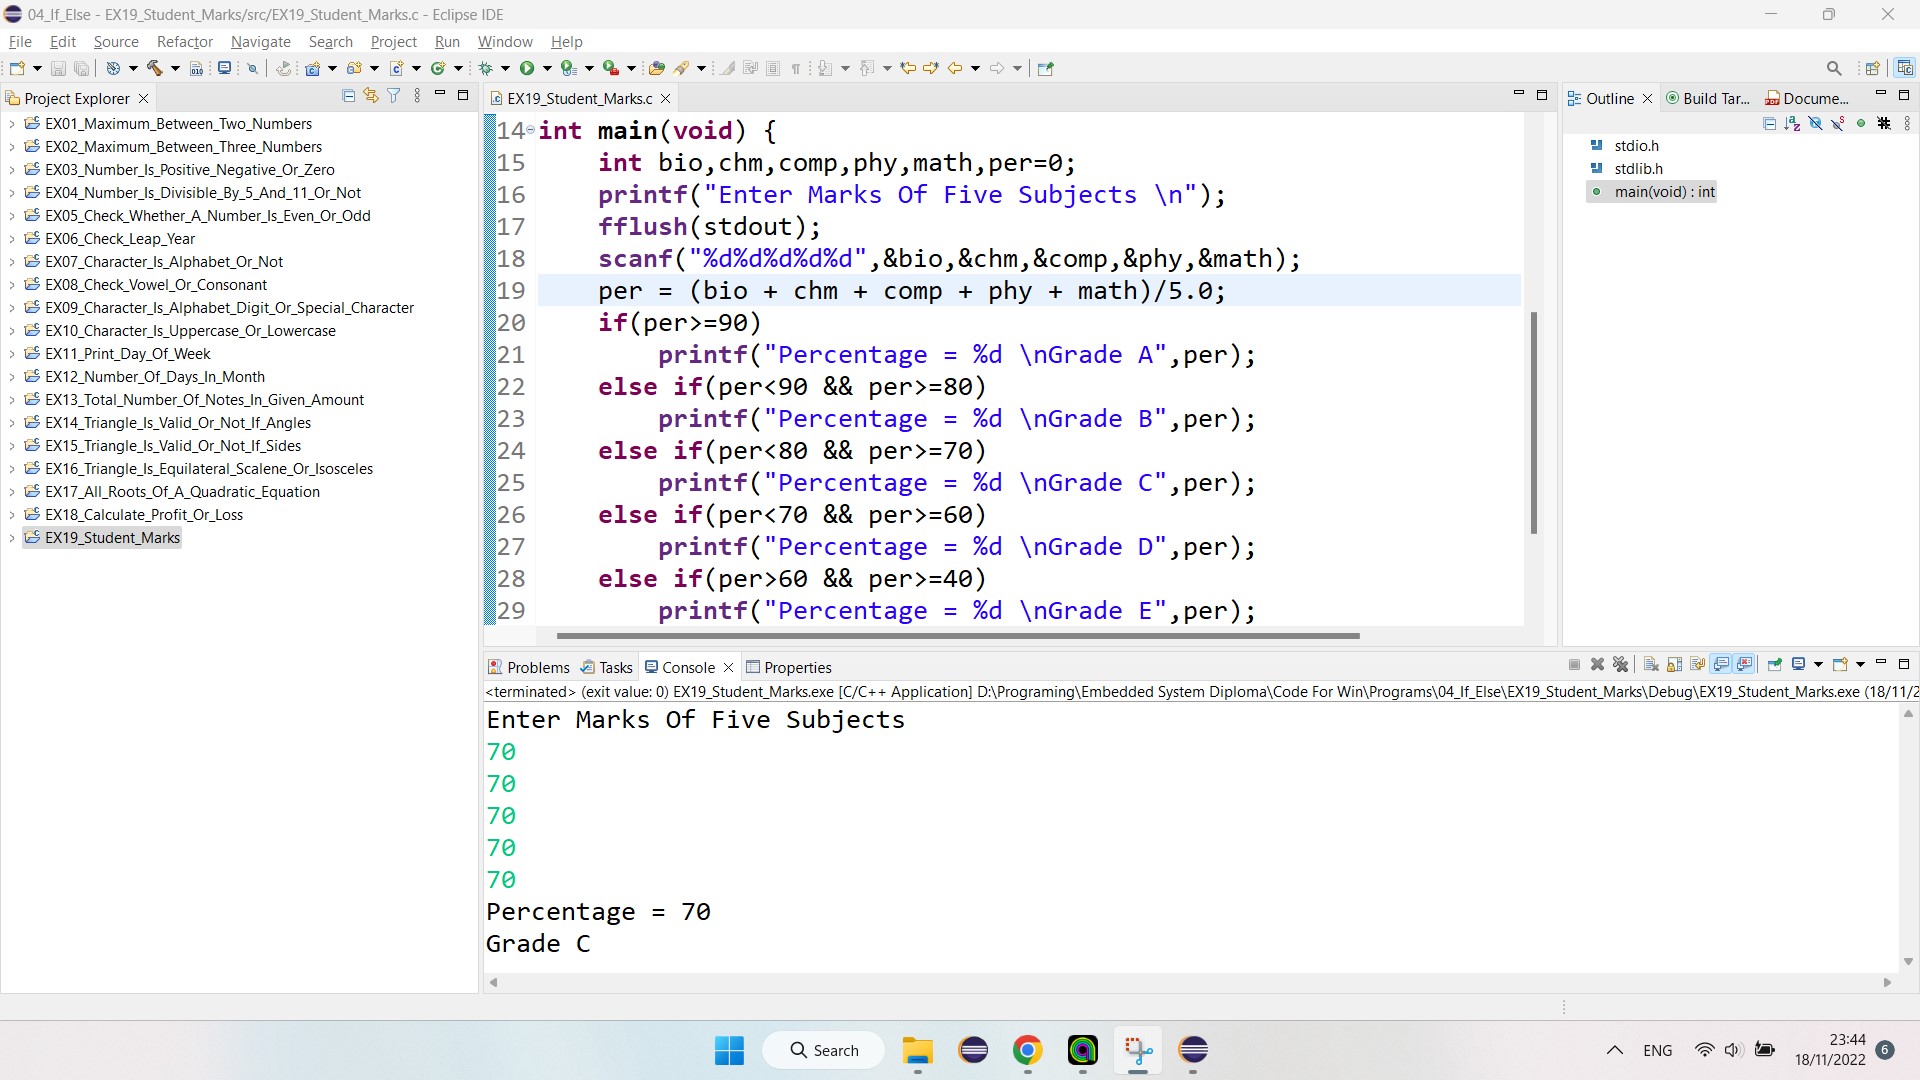 04_If_Else - EX19_Student_Marks/src/EX19_Student_Marks.c - Eclipse IDE
File Edit Source Refactor Navigate Search Project Run Window Help
Project Explorer
EX01_Maximum_Between_Two_Numbers
EX02_Maximum_Between_Three_Numbers
EX03_Number_Is_Positive_Negative_Or_Zero
EX04_Number_Is_Divisible_By_5_And_11_Or_Not
EX05_Check_Whether_A_Number_Is_Even_Or_Odd
EX06_Check_Leap_Year
EX07_Character_Is_Alphabet_Or_Not
EX08_Check_Vowel_Or_Consonant
EX09_Character_Is_Alphabet_Digit_Or_Special_Character
EX10_Character_Is_Uppercase_Or_Lowercase
EX11_Print_Day_Of_Week
EX12_Number_Of_Days_In_Month
EX13_Total_Number_Of_Notes_In_Given_Amount
EX14_Triangle_Is_Valid_Or_Not_If_Angles
EX15_Triangle_Is_Valid_Or_Not_If_Sides
EX16_Triangle_Is_Equilateral_Scalene_Or_Isosceles
EX17_All_Roots_Of_A_Quadratic_Equation
EX18_Calculate_Profit_Or_Loss
EX19_Student_Marks
EX19_Student_Marks.c
14 int main(void) {
15 int bio,chm,comp,phy,math,per=0;
16 printf("Enter Marks Of Five Subjects \n");
17 fflush(stdout);
18 scanf("%d%d%d%d%d",&bio,&chm,&comp,&phy,&math);
19 per = (bio + chm + comp + phy + math)/5.0;
20 if(per>=90)
21 printf("Percentage = %d \nGrade A",per);
22 else if(per<90 && per>=80)
23 printf("Percentage = %d \nGrade B",per);
24 else if(per<80 && per>=70)
25 printf("Percentage = %d \nGrade C",per);
26 else if(per<70 && per>=60)
27 printf("Percentage = %d \nGrade D",per);
28 else if(per>60 && per>=40)
29 printf("Percentage = %d \nGrade E",per);
Outline Build Tar... Docume...
stdio.h
stdlib.h
main(void) : int
Problems Tasks Console Properties
<terminated> (exit value: 0) EX19_Student_Marks.exe [C/C++ Application] D:\Programing\Embedded System Diploma\Code For Win\Programs\04_If_Else\EX19_Student_Marks\Debug\EX19_Student_Marks.exe (18/11/2
Enter Marks Of Five Subjects
70
70
70
70
70
Percentage = 70
Grade C
Search
ENG
23:44
18/11/2022
6